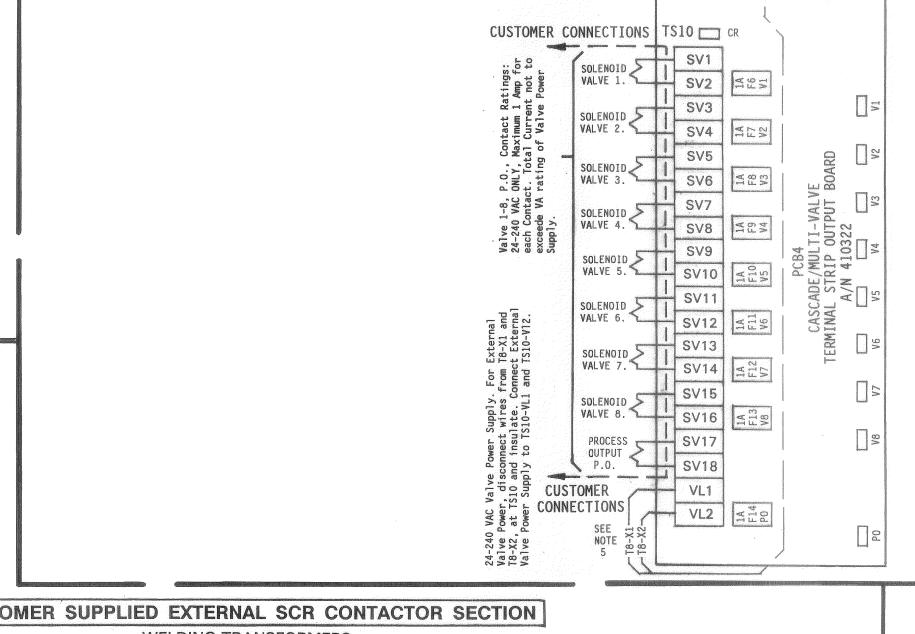 CUSTOMER CONNECTIONS
TS10
CR
SOLENOID
VALVE 1.
SOLENOID
VALVE 2.
SOLENOID
VALVE 3.
SOLENOID
VALVE 4.
SOLENOID
VALVE 5.
SOLENOID
VALVE 6.
SOLENOID
VALVE 7.
SOLENOID
VALVE 8.
PROCESS
OUTPUT
P.O.
SV1
SV2
SV3
SV4
SV5
SV6
SV7
SV8
SV9
SV10
SV11
SV12
SV13
SV14
SV15
SV16
SV17
SV18
VL1
VL2
1A
F6
V1
1A
F7
V2
1A
F8
V3
1A
F9
V4
1A
F10
V5
1A
F11
V6
1A
F12
V7
1A
F13
V8
1A
F14
PO
PCB4
CASCADE/MULTI-VALVE
TERMINAL STRIP OUTPUT BOARD
A/N 410322
V1
V2
V3
V4
V5
V6
V7
V8
PO
Valve 1-8, P.O., Contact Ratings:
24-240 VAC ONLY, Maximum 1 Amp for
each Contact. Total Current not to
exceede VA rating of Valve Power
Supply.
24-240 VAC Valve Power Supply. For External
Valve Power, disconnect wires from T8-X1 and
T8-X2, at TS10 and insulate. Connect External
Valve Power Supply to TS10-VL1 and TS10-V12.
CUSTOMER
CONNECTIONS
SEE
NOTE
5
T8-X1
T8-X2
OMER SUPPLIED EXTERNAL SCR CONTACTOR SECTION
WELDING TRANSFORMERS